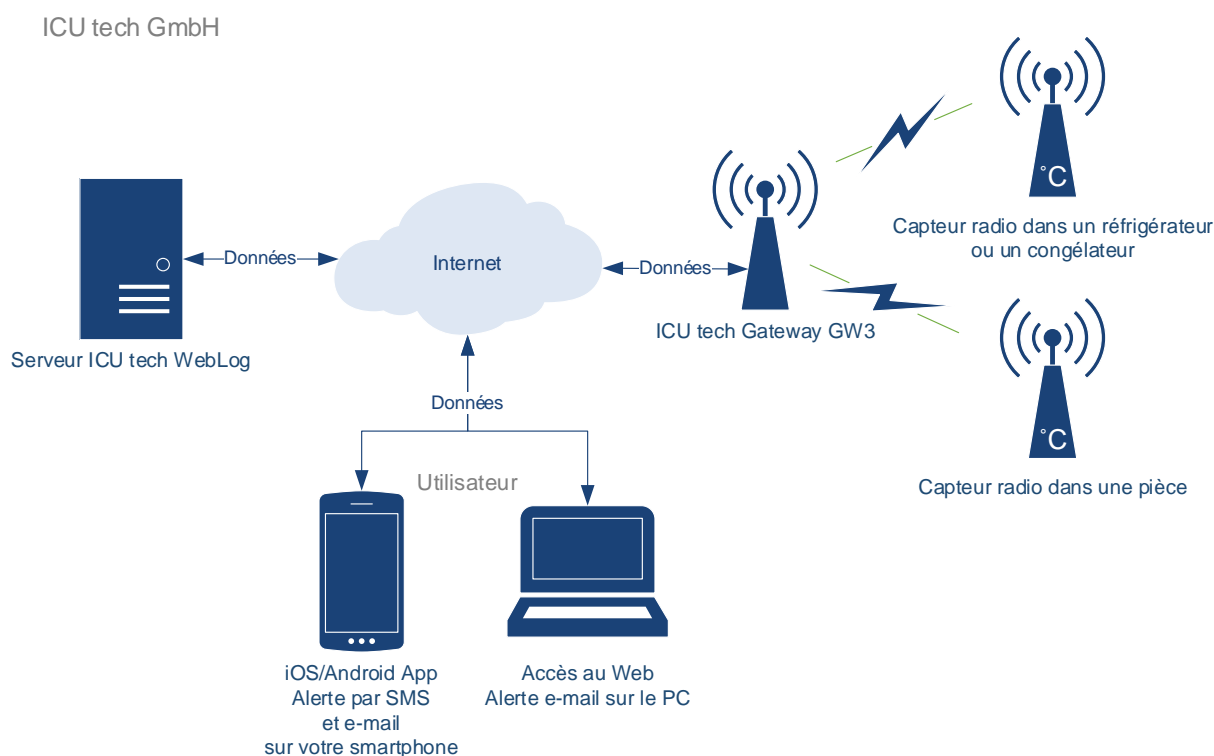 ICU tech GmbH
°C
Capteur radio dans un réfrigérateur
ou un congélateur
Données
Internet
Données
ICU tech Gateway GW3
Serveur ICU tech WebLog
°C
Données
Capteur radio dans une pièce
Utilisateur
iOS/Android App
Alerte par SMS
et e-mail
sur votre smartphone
Accès au Web
Alerte e-mail sur le PC